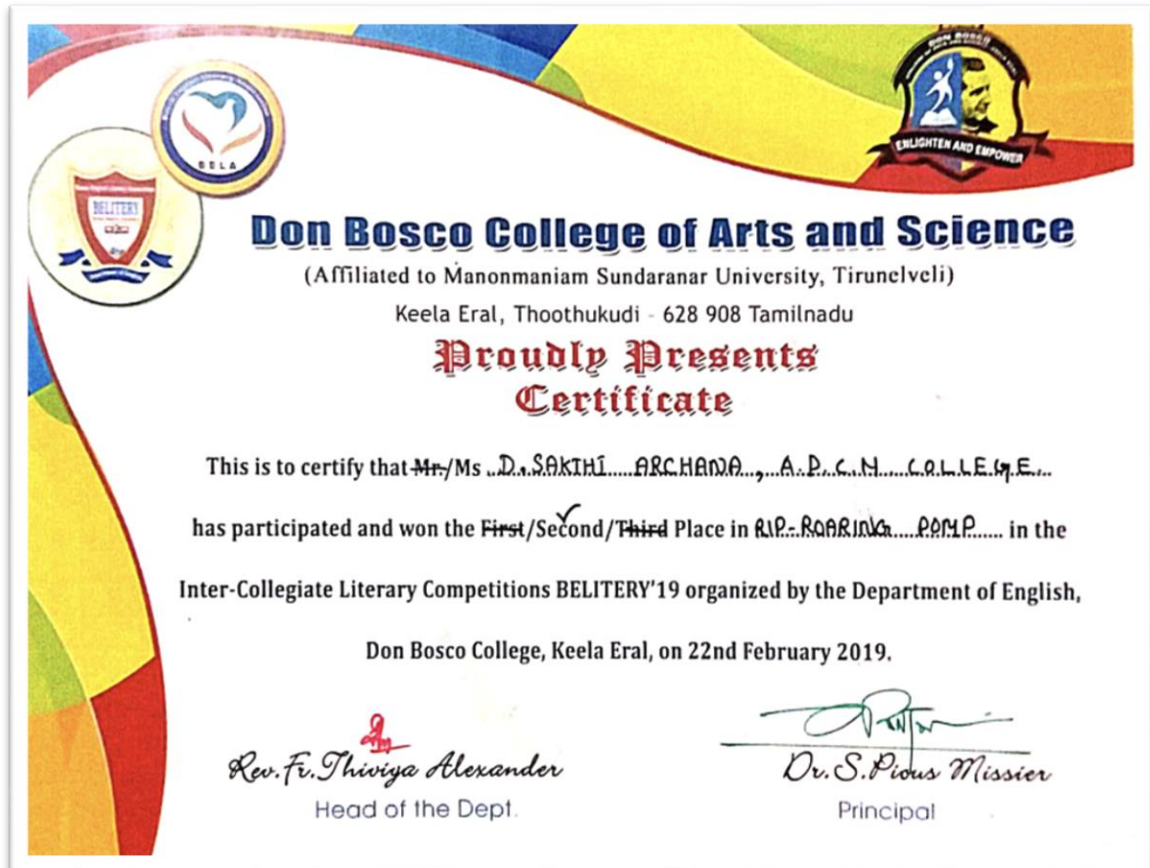 BELA
BELITERY
DON BOSCO
ENLIGHTEN AND EMPOWER
Don Bosco College of Arts and Science
(Affiliated to Manonmaniam Sundaranar University, Tirunelveli)
Keela Eral, Thoothukudi - 628 908 Tamilnadu
Proudly Presents
Certificate
This is to certify that Mr./Ms ..D.SAKTHI....ARCHANA.., A.P.C.M....COLLEGE...
has participated and won the First/Second/Third Place in RIP-ROARING....POMP...... in the
Inter-Collegiate Literary Competitions BELITERY'19 organized by the Department of English,
Don Bosco College, Keela Eral, on 22nd February 2019.
Rev. Fr. Thiviya Alexander
Dr. S. Pious Missier
Head of the Dept.
Principal